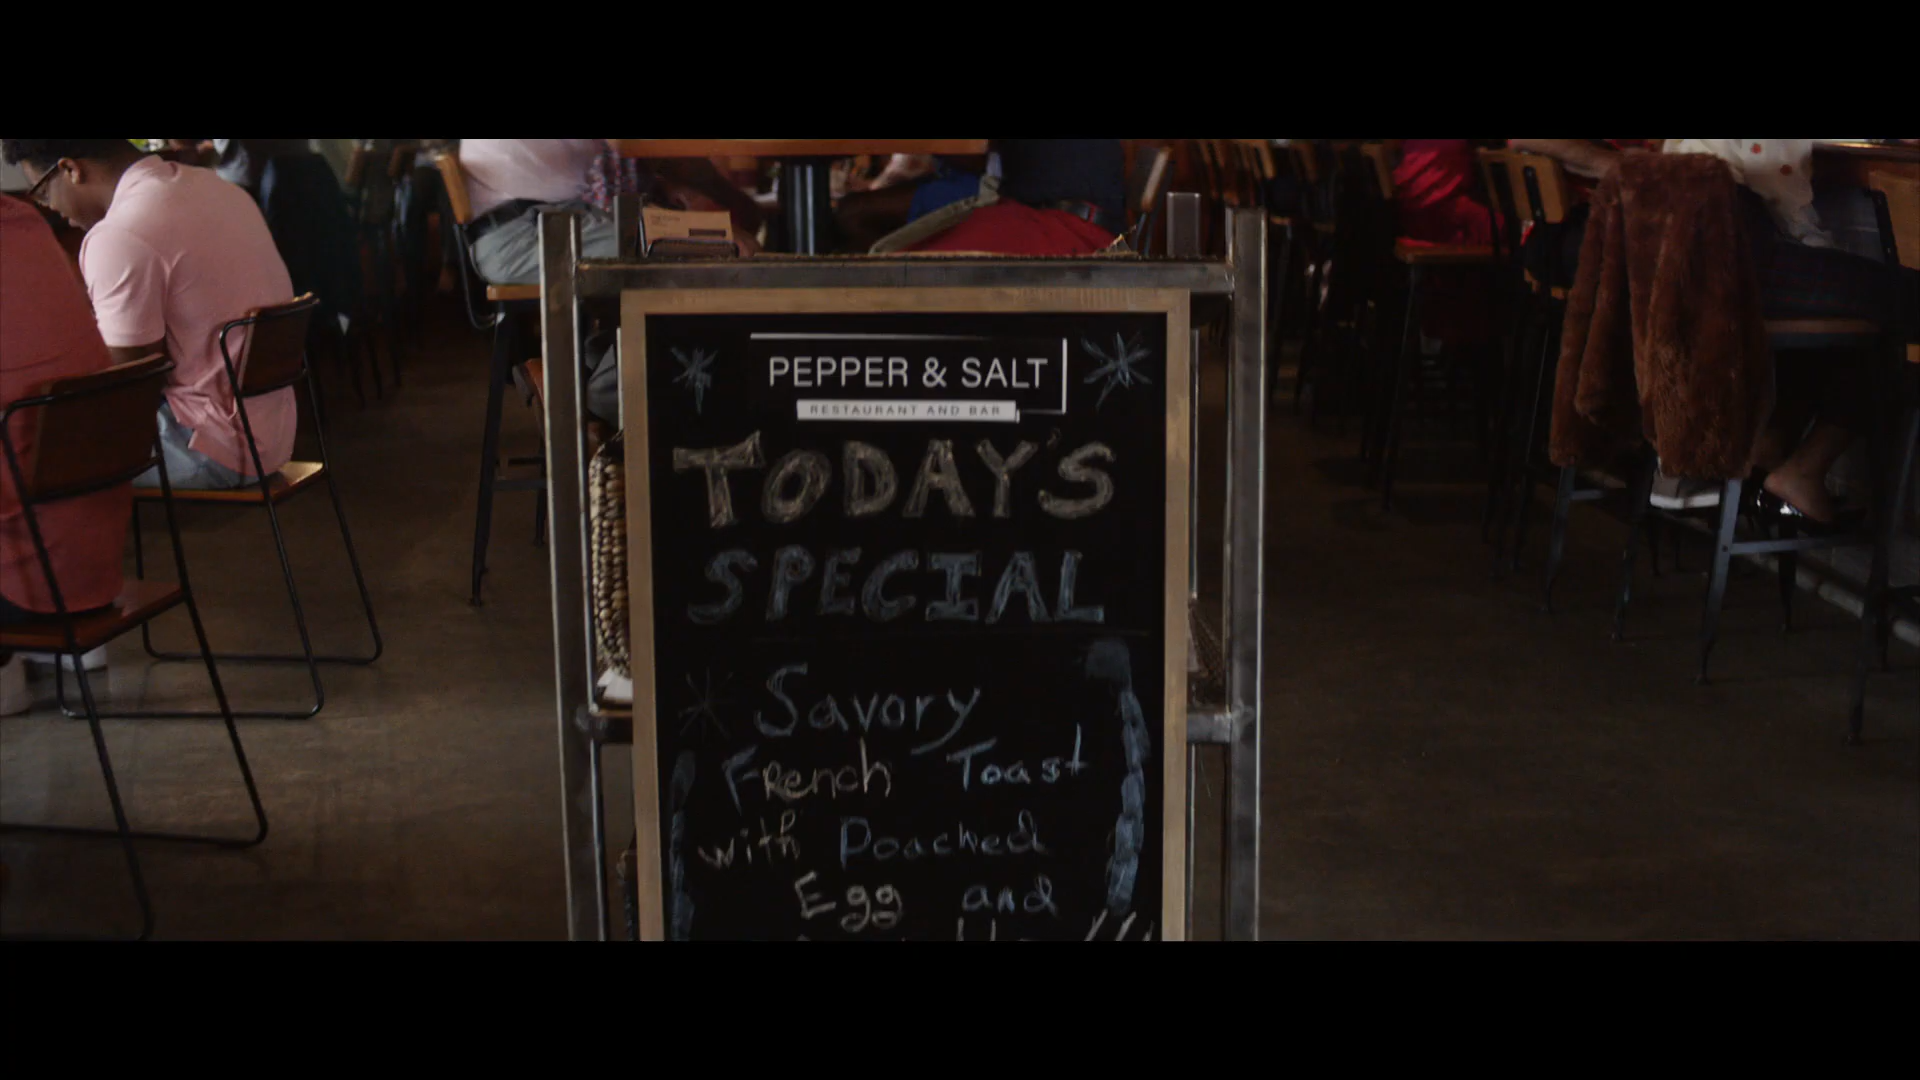 PEPPER & SALT
RESTAURANT AND BAR
TODAY'S
SPECIAL
Savory
French Toast
with Poached
Egg and